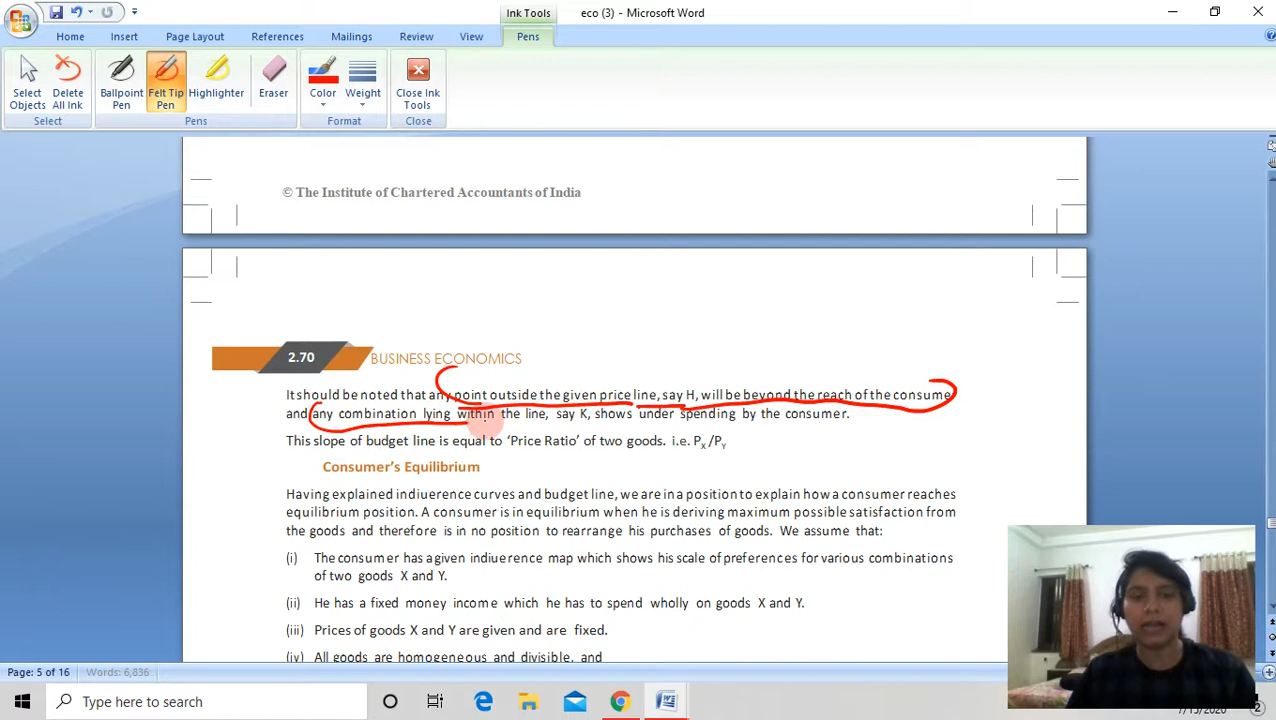 Ink Tools
eco (3) - Microsoft Word
Home Insert Page Layout References Mailings Review View Pens
Select Objects
Delete All Ink
Ballpoint Pen
Felt Tip Pen
Highlighter
Eraser
Color
Weight
Close Ink Tools
Select Pens Format Close
© The Institute of Chartered Accountants of India
2.70 BUSINESS ECONOMICS
It should be noted that any point outside the given price line, say H, will be beyond the reach of the consume
and any combination lying within the line, say K, shows under spending by the consumer.
This slope of budget line is equal to ‘Price Ratio’ of two goods. i.e. PX /PY
Consumer’s Equilibrium
Having explained indiuerence curves and budget line, we are in a position to explain how a consumer reaches
equilibrium position. A consumer is in equilibrium when he is deriving maximum possible satisfaction from
the goods and therefore is in no position to rearrange his purchases of goods. We assume that:
(i) The consumer has a given indiuerence map which shows his scale of preferences for various combinations
of two goods X and Y.
(ii) He has a fixed money income which he has to spend wholly on goods X and Y.
(iii) Prices of goods X and Y are given and are fixed.
(iv) All goods are homogeneous and divisible, and
Page: 5 of 16 Words: 6,836
Type here to search
7/15/2020
2